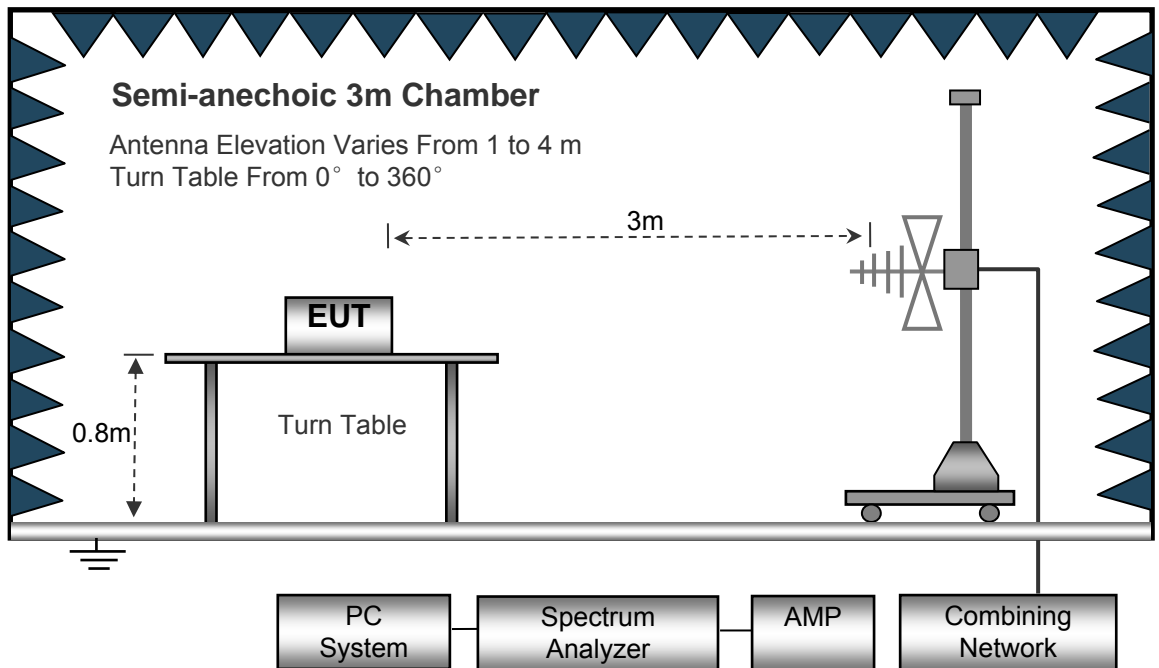 Semi-anechoic 3m Chamber
Antenna Elevation Varies From 1 to 4 m
Turn Table From 0° to 360°
3m
EUT
0.8m
Turn Table
PC
System
Spectrum
Analyzer
AMP
Combining
Network